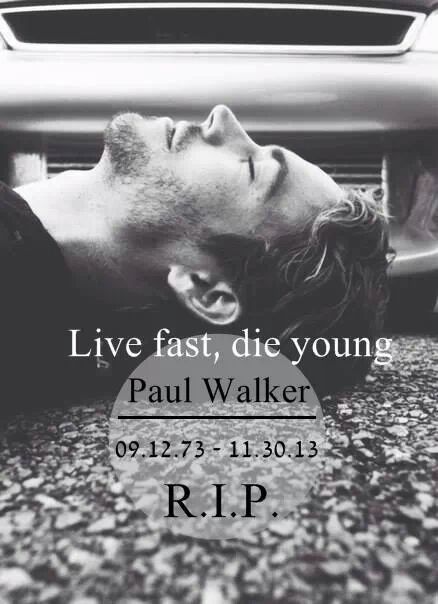 Live fast, die young
Paul Walker
09.12.73 - 11.30.13
R.I.P.